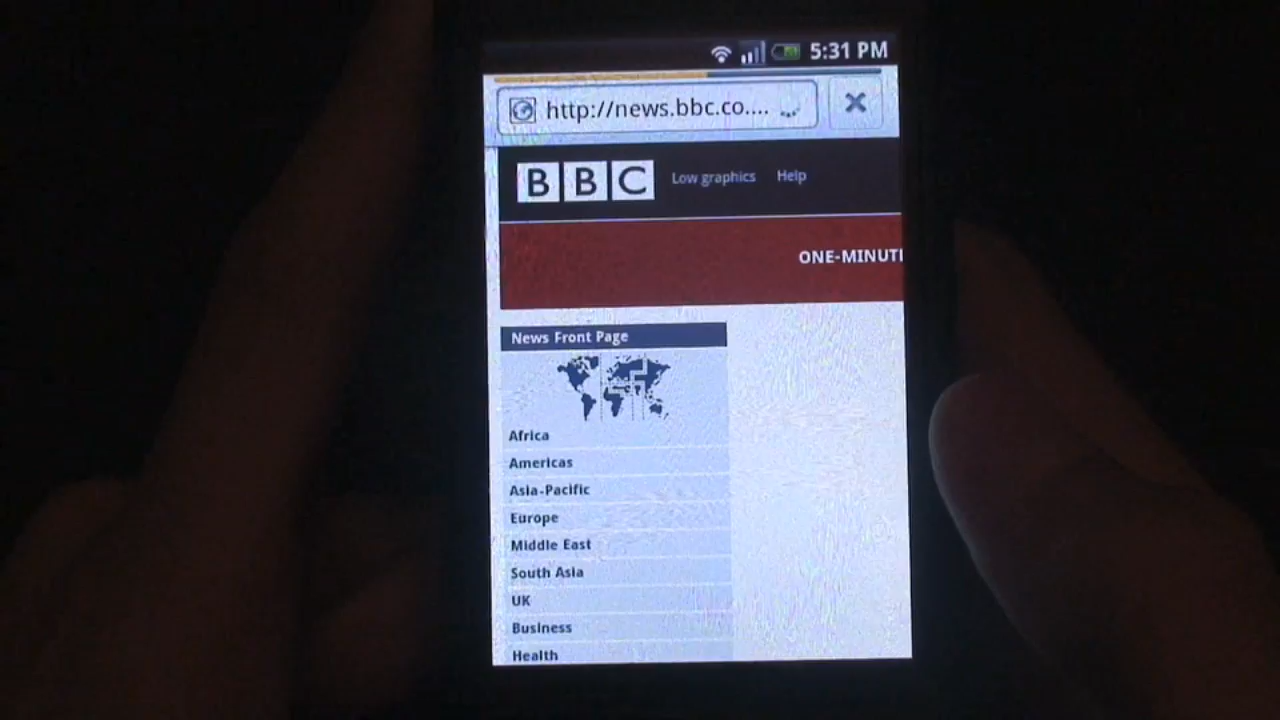 5:31 PM
http://news.bbc.co....
BBC Low graphics Help
ONE-MINUT
News Front Page
Africa
Americas
Asia-Pacific
Europe
Middle East
South Asia
UK
Business
Health